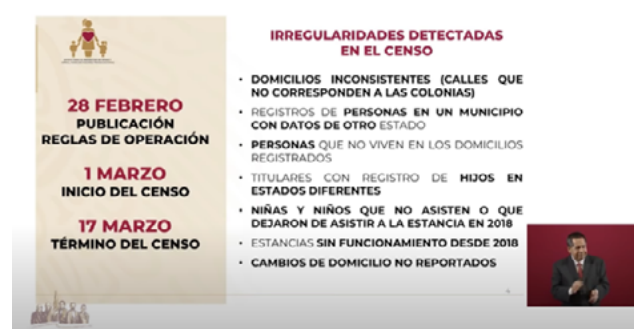 28 FEBRERO
PUBLICACIÓN
REGLAS DE OPERACIÓN
1 MARZO
INICIO DEL CENSO
17 MARZO
TÉRMINO DEL CENSO
IRREGULARIDADES DETECTADAS
EN EL CENSO
• DOMICILIOS INCONSISTENTES (CALLES QUE
NO CORRESPONDEN A LAS COLONIAS)
• REGISTROS DE PERSONAS EN UN MUNICIPIO
CON DATOS DE OTRO ESTADO
• PERSONAS QUE NO VIVEN EN LOS DOMICILIOS
REGISTRADOS
• TITULARES CON REGISTRO DE HIJOS EN
ESTADOS DIFERENTES
• NIÑAS Y NIÑOS QUE NO ASISTEN O QUE
DEJARON DE ASISTIR A LA ESTANCIA EN 2018
• ESTANCIAS SIN FUNCIONAMIENTO DESDE 2018
• CAMBIOS DE DOMICILIO NO REPORTADOS